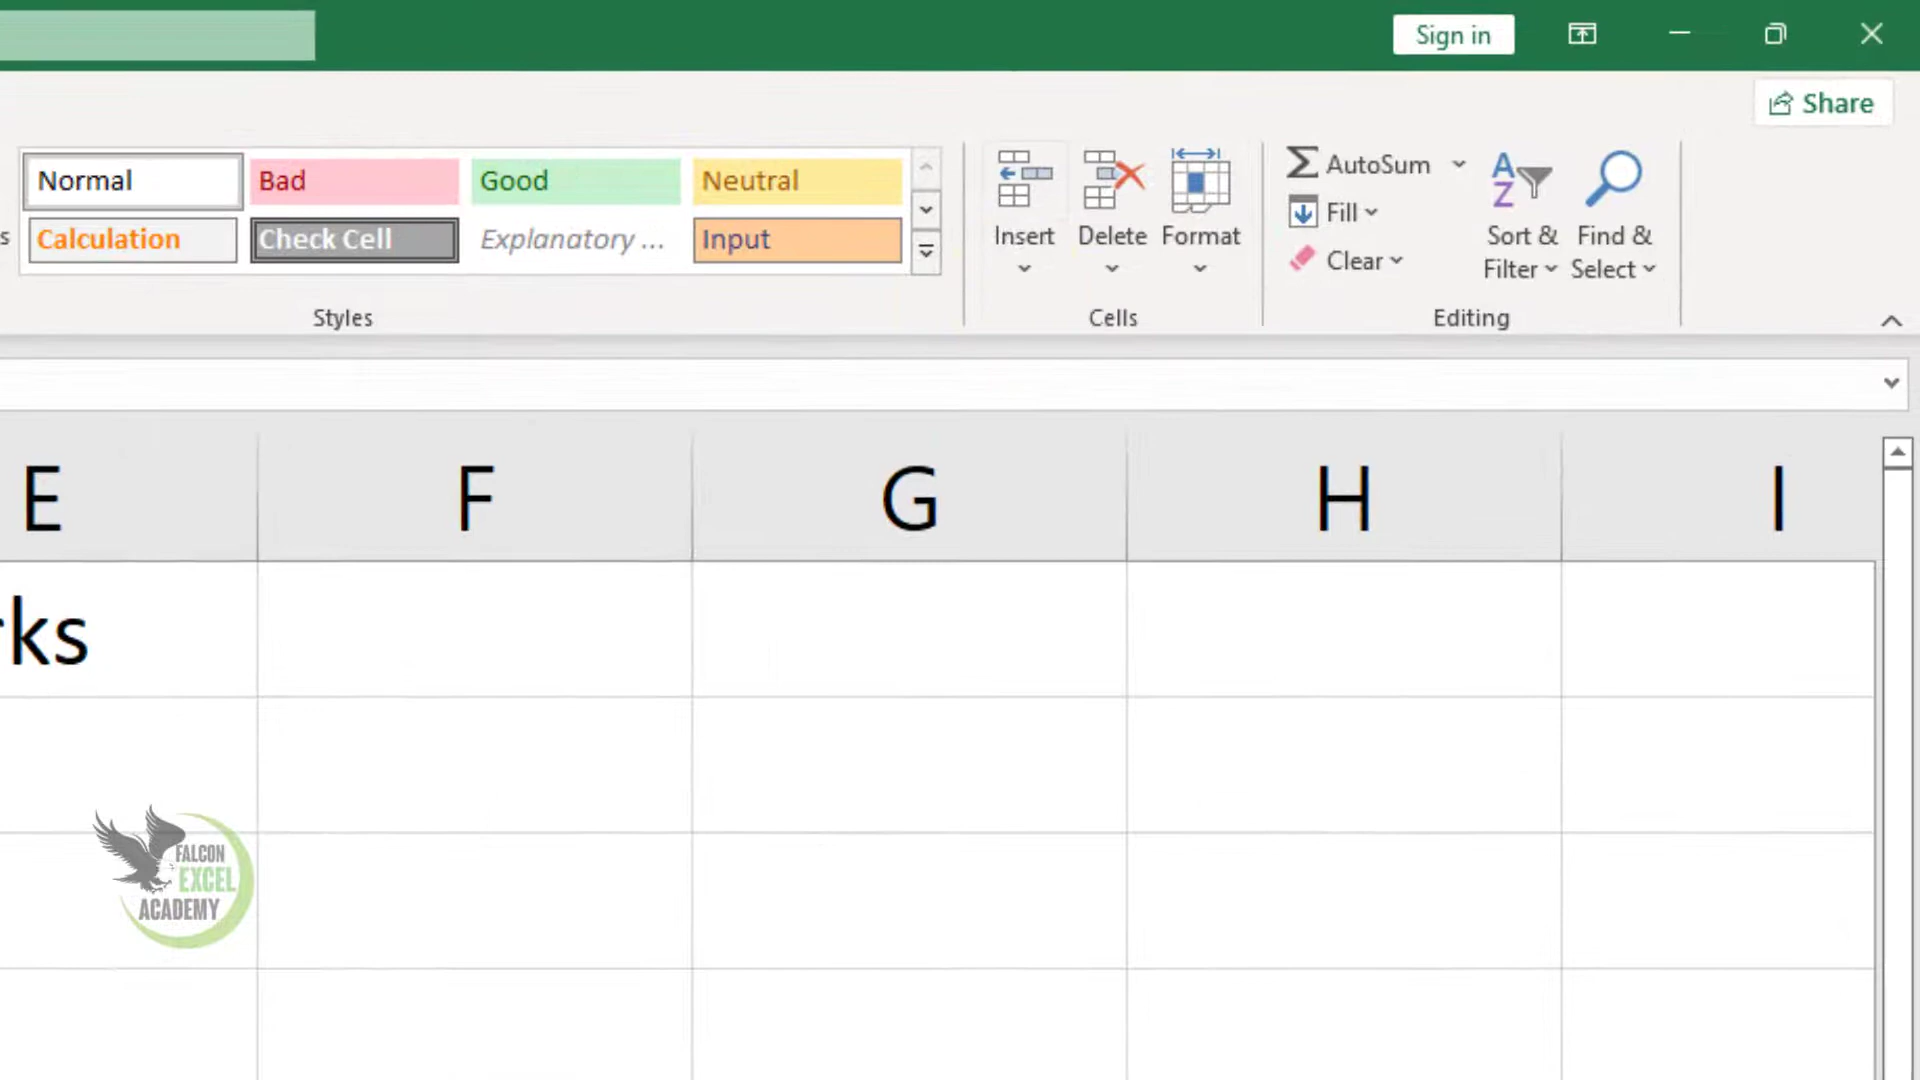 Sign in
Share
Normal Bad Good Neutral
Calculation Check Cell Explanatory ... Input
Insert Delete Format
AutoSum
Fill
Clear
Sort & Filter
Find & Select
Styles Cells Editing
E F G H I
rks
FALCON
EXCEL
ACADEMY